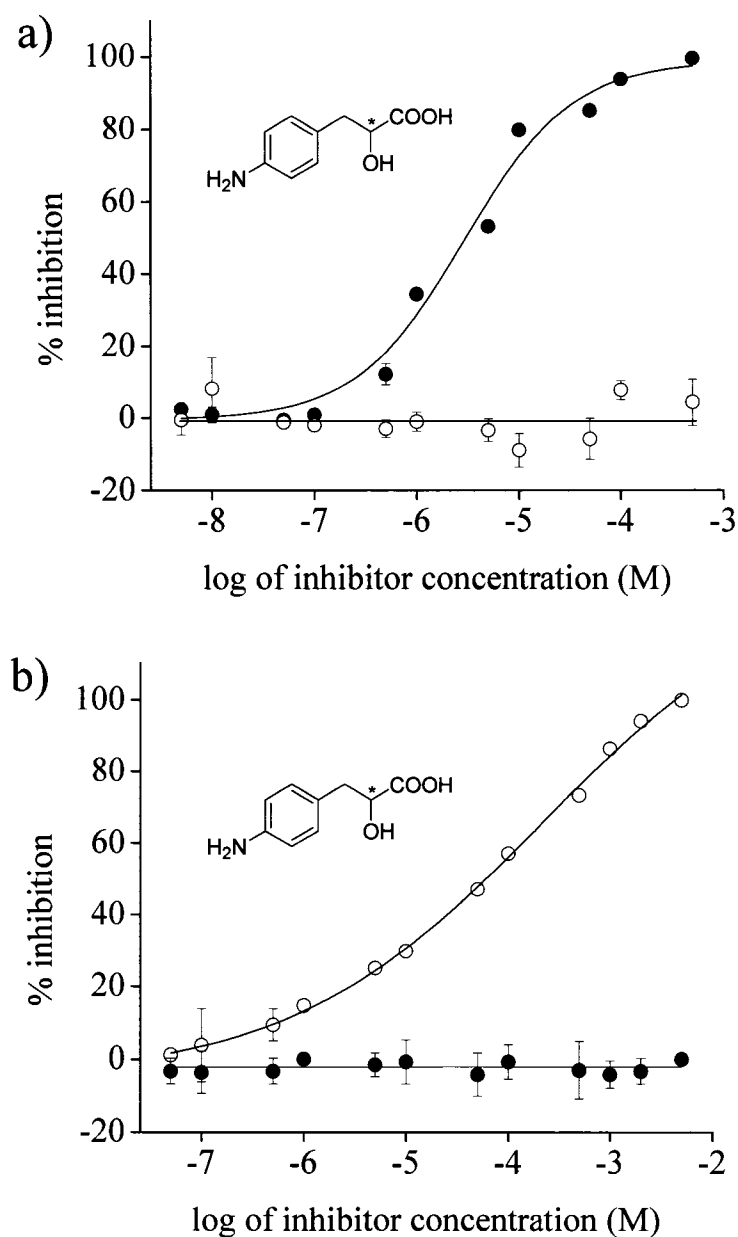 a)
100
80
60
40
20
0
-20
% inhibition
* COOH
OH
H₂N
-8 -7 -6 -5 -4 -3
log of inhibitor concentration (M)
b)
100
80
60
40
20
0
-20
% inhibition
* COOH
OH
H₂N
-7 -6 -5 -4 -3 -2
log of inhibitor concentration (M)